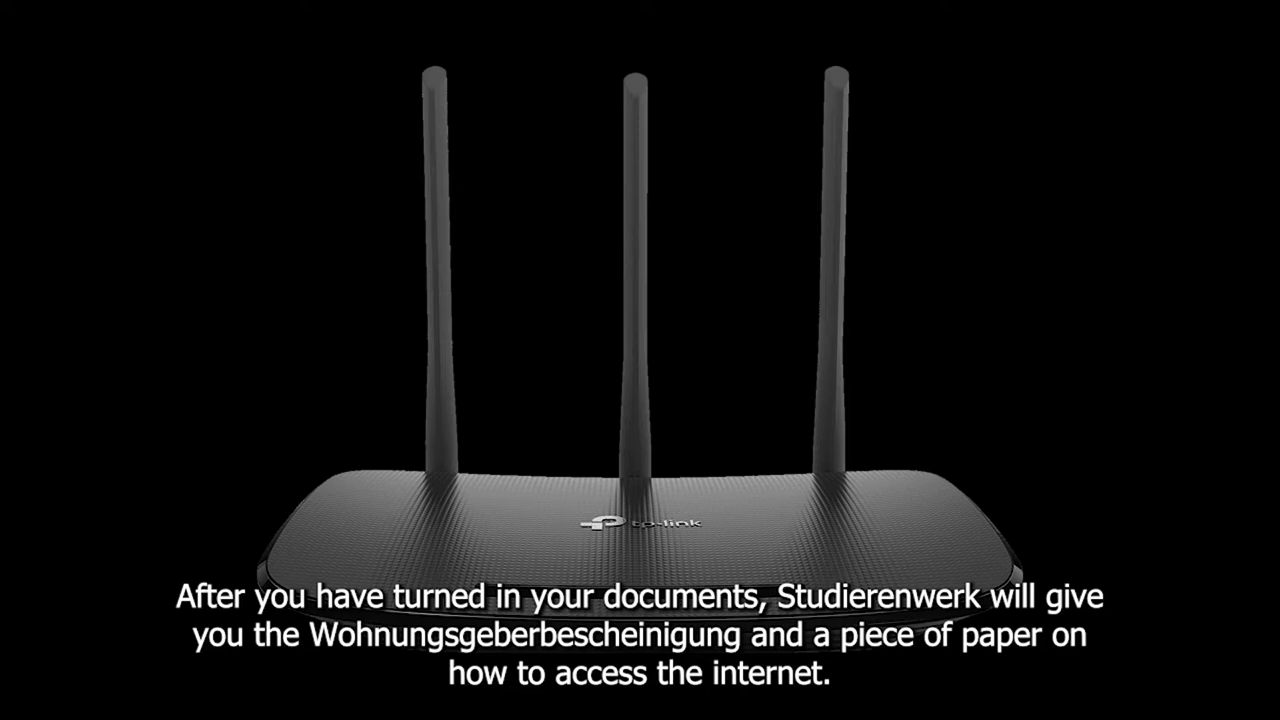 tp-link
After you have turned in your documents, Studierenwerk will give
you the Wohnungsgeberbescheinigung and a piece of paper on
how to access the internet.